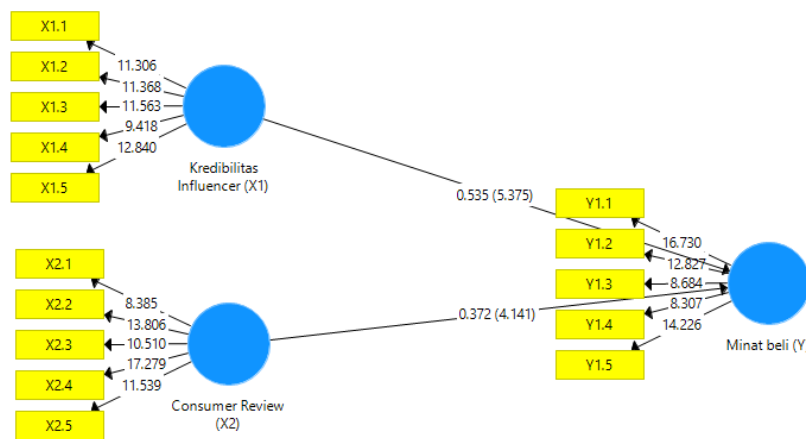 X1.1
X1.2
X1.3
X1.4
X1.5
11.306
11.368
11.563
9.418
12.840
Kredibilitas
Influencer (X1)
0.535 (5.375)
X2.1
X2.2
X2.3
X2.4
X2.5
8.385
13.806
10.510
17.279
11.539
Consumer Review
(X2)
0.372 (4.141)
Y1.1
Y1.2
Y1.3
Y1.4
Y1.5
16.730
12.827
8.684
8.307
14.226
Minat beli (Y